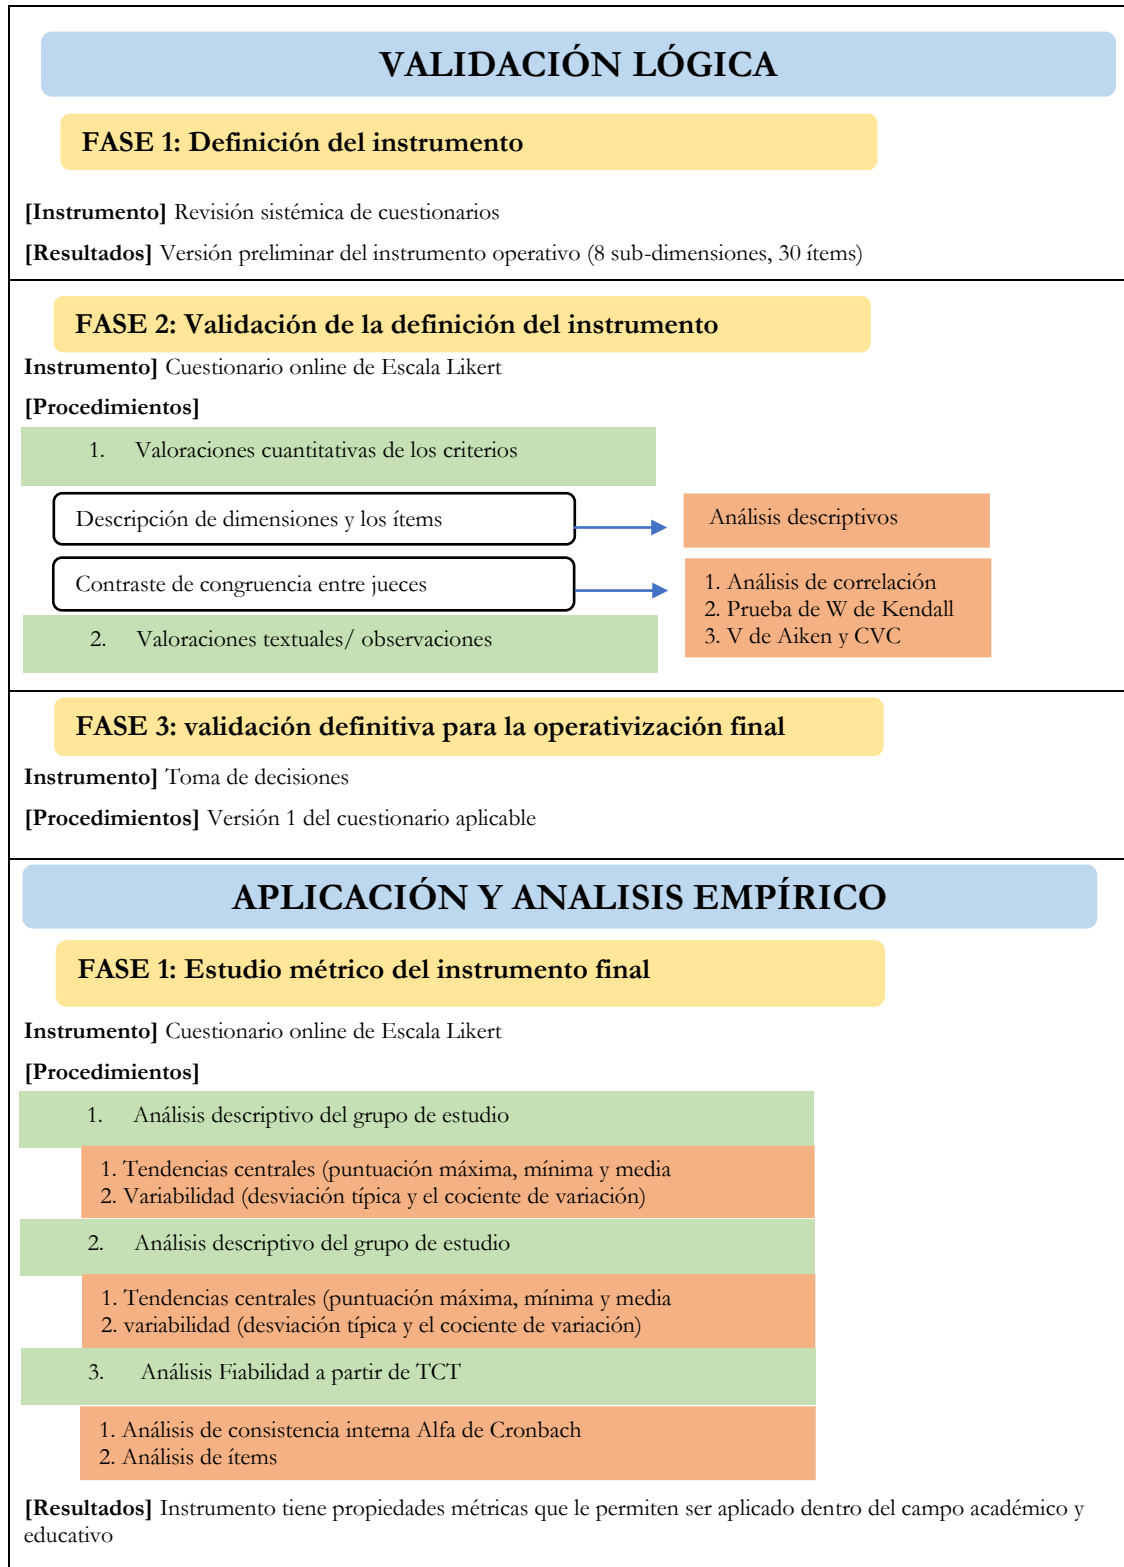 VALIDACIÓN LÓGICA
FASE 1: Definición del instrumento
[Instrumento] Revisión sistémica de cuestionarios
[Resultados] Versión preliminar del instrumento operativo (8 sub-dimensiones, 30 ítems)
FASE 2: Validación de la definición del instrumento
Instrumento] Cuestionario online de Escala Likert
[Procedimientos]
1. Valoraciones cuantitativas de los criterios
Descripción de dimensiones y los ítems
Análisis descriptivos
Contraste de congruencia entre jueces
1. Análisis de correlación
2. Prueba de W de Kendall
3. V de Aiken y CVC
2. Valoraciones textuales/ observaciones
FASE 3: validación definitiva para la operativización final
Instrumento] Toma de decisiones
[Procedimientos] Versión 1 del cuestionario aplicable
APLICACIÓN Y ANALISIS EMPÍRICO
FASE 1: Estudio métrico del instrumento final
Instrumento] Cuestionario online de Escala Likert
[Procedimientos]
1. Análisis descriptivo del grupo de estudio
1. Tendencias centrales (puntuación máxima, mínima y media
2. Variabilidad (desviación típica y el cociente de variación)
2. Análisis descriptivo del grupo de estudio
1. Tendencias centrales (puntuación máxima, mínima y media
2. variabilidad (desviación típica y el cociente de variación)
3. Análisis Fiabilidad a partir de TCT
1. Análisis de consistencia interna Alfa de Cronbach
2. Análisis de ítems
[Resultados] Instrumento tiene propiedades métricas que le permiten ser aplicado dentro del campo académico y
educativo